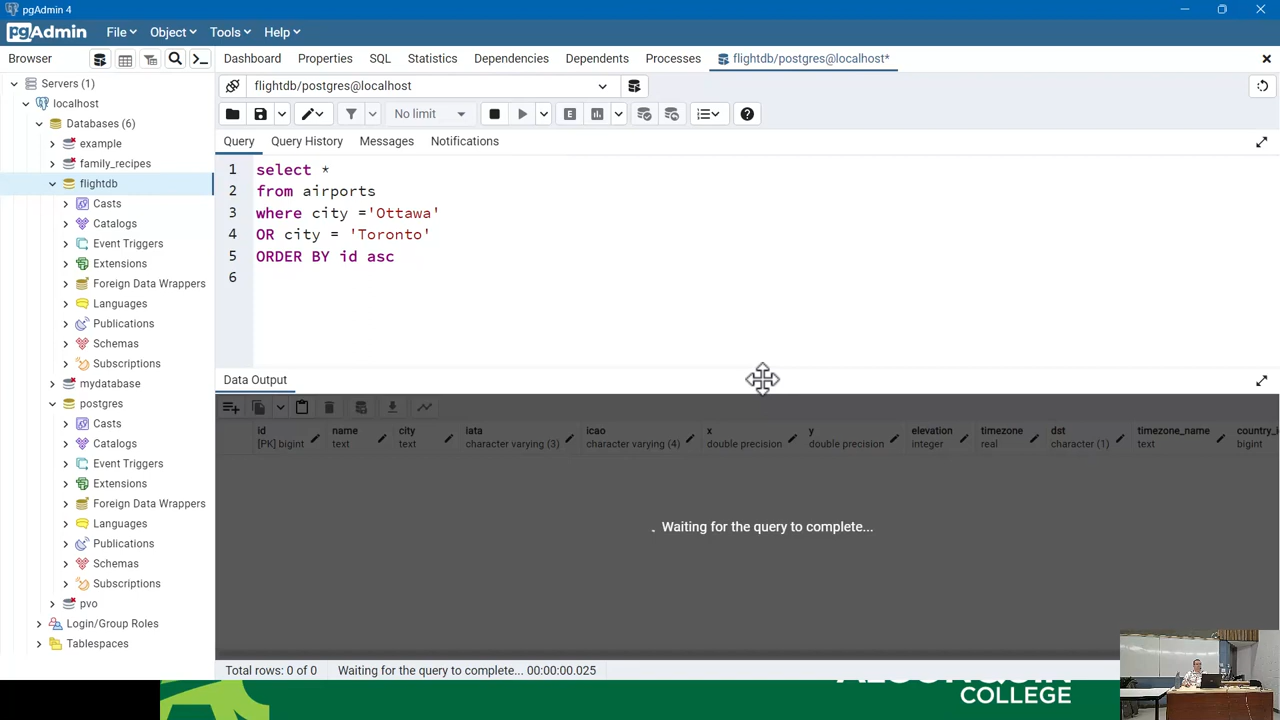 pgAdmin 4
pgAdmin File Object Tools Help
Browser Dashboard Properties SQL Statistics Dependencies Dependents Processes flightdb/postgres@localhost*
Servers (1)
localhost
Databases (6)
example
family_recipes
flightdb
Casts
Catalogs
Event Triggers
Extensions
Foreign Data Wrappers
Languages
Publications
Schemas
Subscriptions
mydatabase
postgres
Casts
Catalogs
Event Triggers
Extensions
Foreign Data Wrappers
Languages
Publications
Schemas
Subscriptions
pvo
Login/Group Roles
Tablespaces
flightdb/postgres@localhost
No limit E
Query Query History Messages Notifications
1 select *
2 from airports
3 where city ='Ottawa'
4 OR city = 'Toronto'
5 ORDER BY id asc
6
Data Output
id name city iata icao x y elevation timezone dst timezone_name
[PK] bigint text text character varying (3) character varying (4) double precision double precision integer real character (1) text bigint
Waiting for the query to complete...
Total rows: 0 of 0 Waiting for the query to complete... 00:00:00.025
COLLEGE